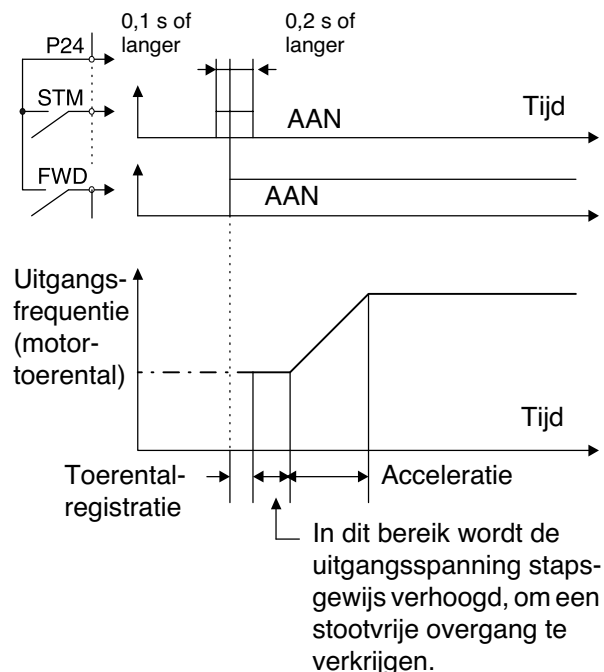 0,1 s of
langer
0,2 s of
langer
P24
STM
AAN
Tijd
FWD
AAN
Uitgangs-
frequentie
(motor-
toerental)
Tijd
Toerental-
registratie
Acceleratie
In dit bereik wordt de
uitgangsspanning staps-
gewijs verhoogd, om een
stootvrije overgang te
verkrijgen.